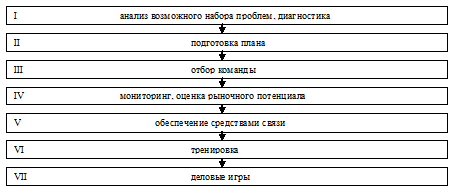 I анализ возможного набора проблем, диагностика
II подготовка плана
III отбор команды
IV мониторинг, оценка рыночного потенциала
V обеспечение средствами связи
VI тренировка
VII деловые игры